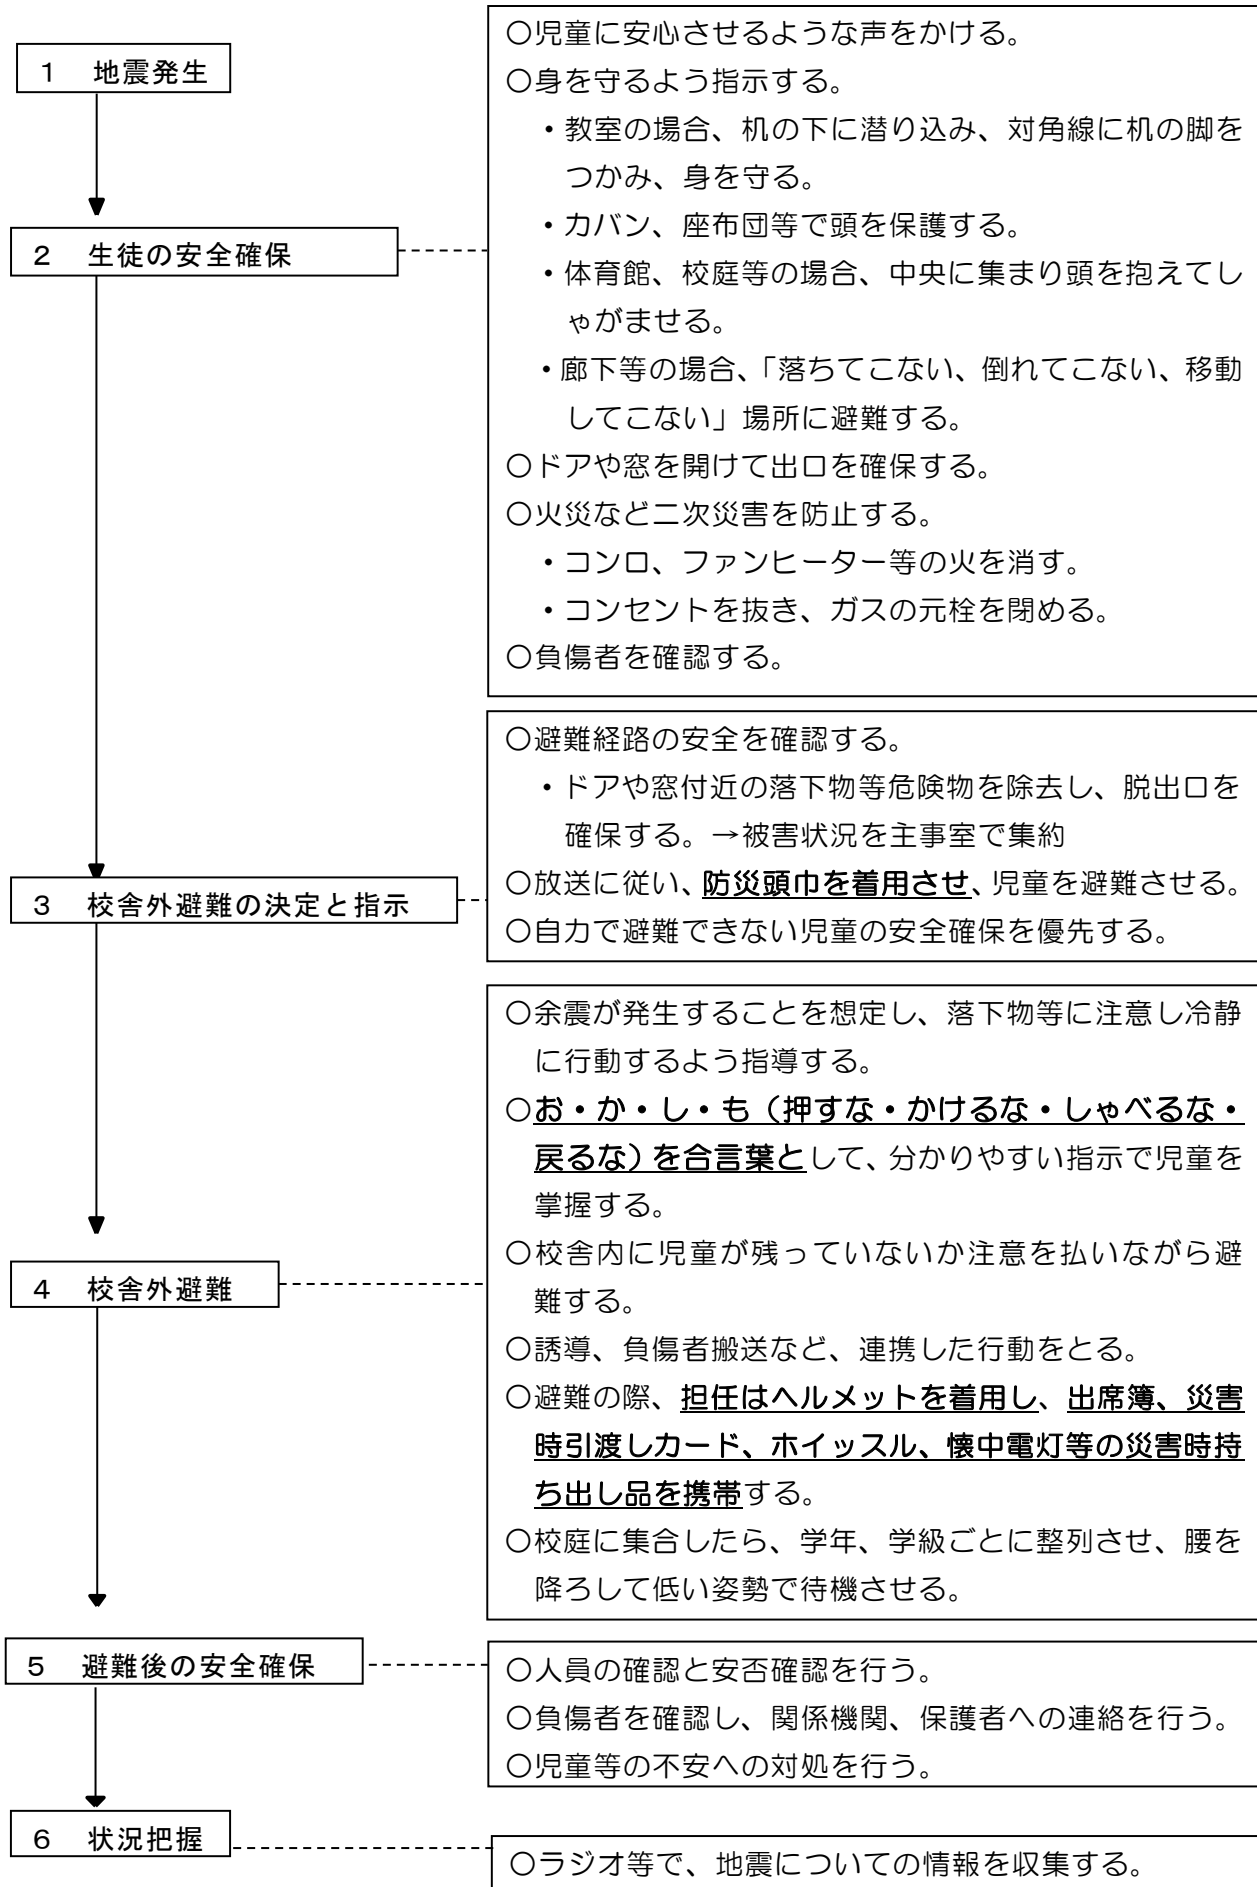 1　地震発生
○児童に安心させるような声をかける。
○身を守るよう指示する。
・教室の場合、机の下に潜り込み、対角線に机の脚を
つかみ、身を守る。
・カバン、座布団等で頭を保護する。
・体育館、校庭等の場合、中央に集まり頭を抱えてし
ゃがませる。
・廊下等の場合、「落ちてこない、倒れてこない、移動
してこない」場所に避難する。
○ドアや窓を開けて出口を確保する。
○火災など二次災害を防止する。
・コンロ、ファンヒーター等の火を消す。
・コンセントを抜き、ガスの元栓を閉める。
○負傷者を確認する。
2　生徒の安全確保
○避難経路の安全を確認する。
・ドアや窓付近の落下物等危険物を除去し、脱出口を
確保する。→被害状況を主事室で集約
○放送に従い、防災頭巾を着用させ、児童を避難させる。
○自力で避難できない児童の安全確保を優先する。
3　校舎外避難の決定と指示
○余震が発生することを想定し、落下物等に注意し冷静
に行動するよう指導する。
○お・か・し・も（押すな・かけるな・しゃべるな・
戻るな）を合言葉として、分かりやすい指示で児童を
掌握する。
○校舎内に児童が残っていないか注意を払いながら避
難する。
○誘導、負傷者搬送など、連携した行動をとる。
○避難の際、担任はヘルメットを着用し、出席簿、災害
時引渡しカード、ホイッスル、懐中電灯等の災害時持
ち出し品を携帯する。
○校庭に集合したら、学年、学級ごとに整列させ、腰を
降ろして低い姿勢で待機させる。
4　校舎外避難
5　避難後の安全確保
○人員の確認と安否確認を行う。
○負傷者を確認し、関係機関、保護者への連絡を行う。
○児童等の不安への対処を行う。
6　状況把握
○ラジオ等で、地震についての情報を収集する。